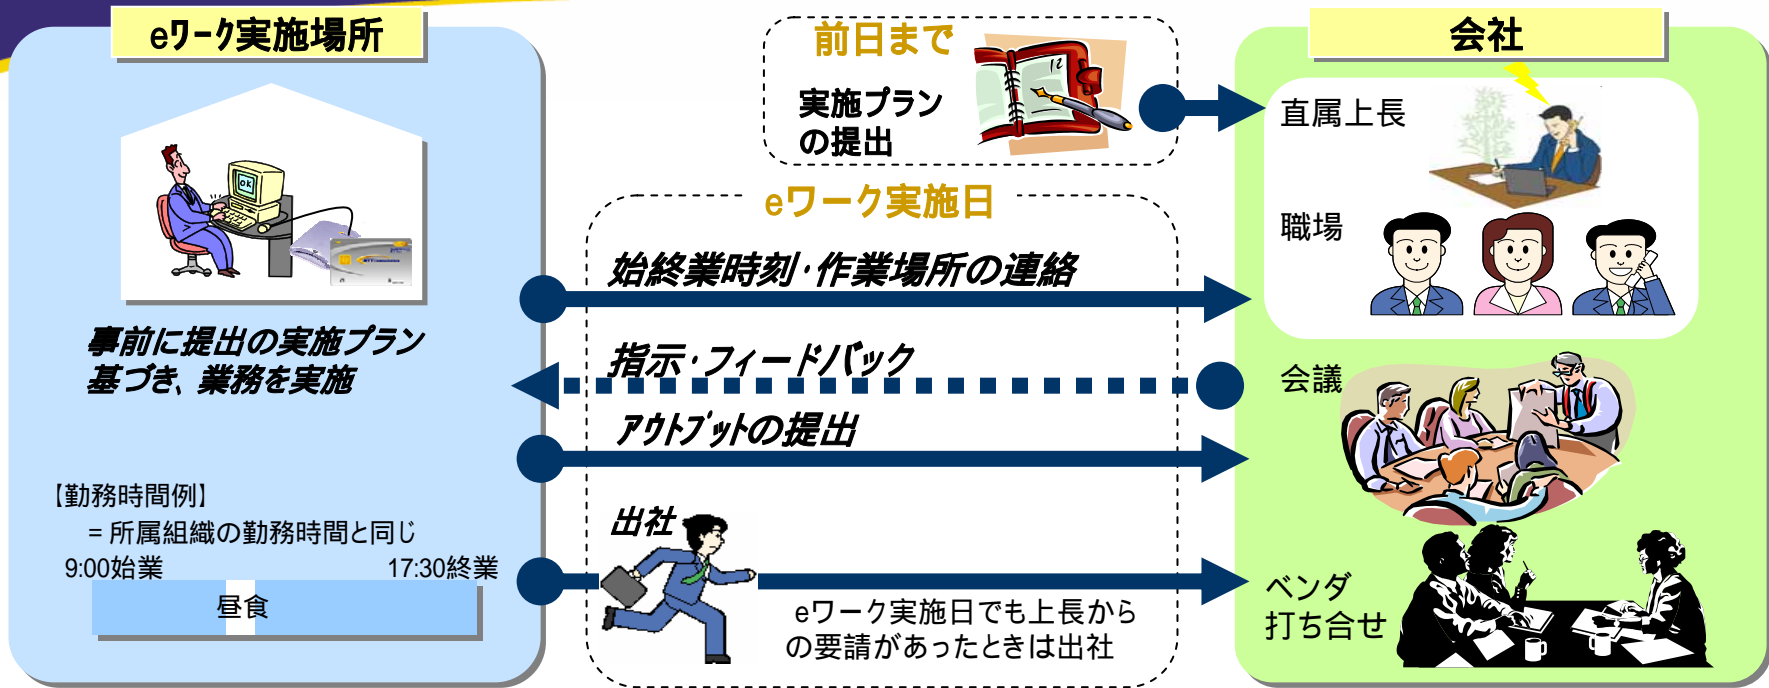 eワーク実施場所
事前に提出の実施プラン
基づき、業務を実施
【勤務時間例】
＝所属組織の勤務時間と同じ
9:00始業
17:30終業
昼食
前日まで
実施プラン
の提出
12
eワーク実施日
始終業時刻・作業場所の連絡
指示・フィードバック
アウトプットの提出
出社
eワーク実施日でも上長から
の要請があったときは出社
会社
直属上長
職場
会議
ベンダ
打ち合せ
OK